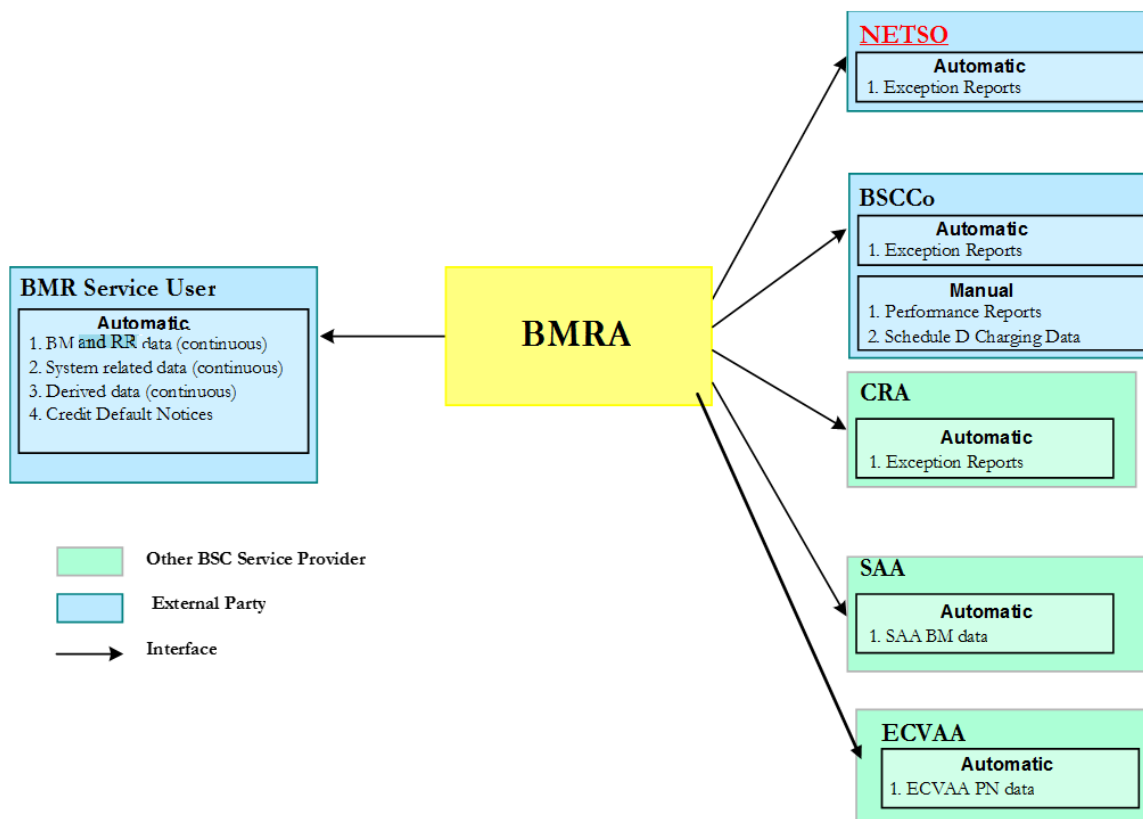 NETSO
Automatic
1. Exception Reports
BSCCo
Automatic
1. Exception Reports
Manual
1. Performance Reports
2. Schedule D Charging Data
BMR Service User
Automatic
1. BM and RR data (continuous)
2. System related data (continuous)
3. Derived data (continuous)
4. Credit Default Notices
BMRA
CRA
Automatic
1. Exception Reports
Other BSC Service Provider
External Party
Interface
SAA
Automatic
1. SAA BM data
ECVAA
Automatic
1. ECVAA PN data